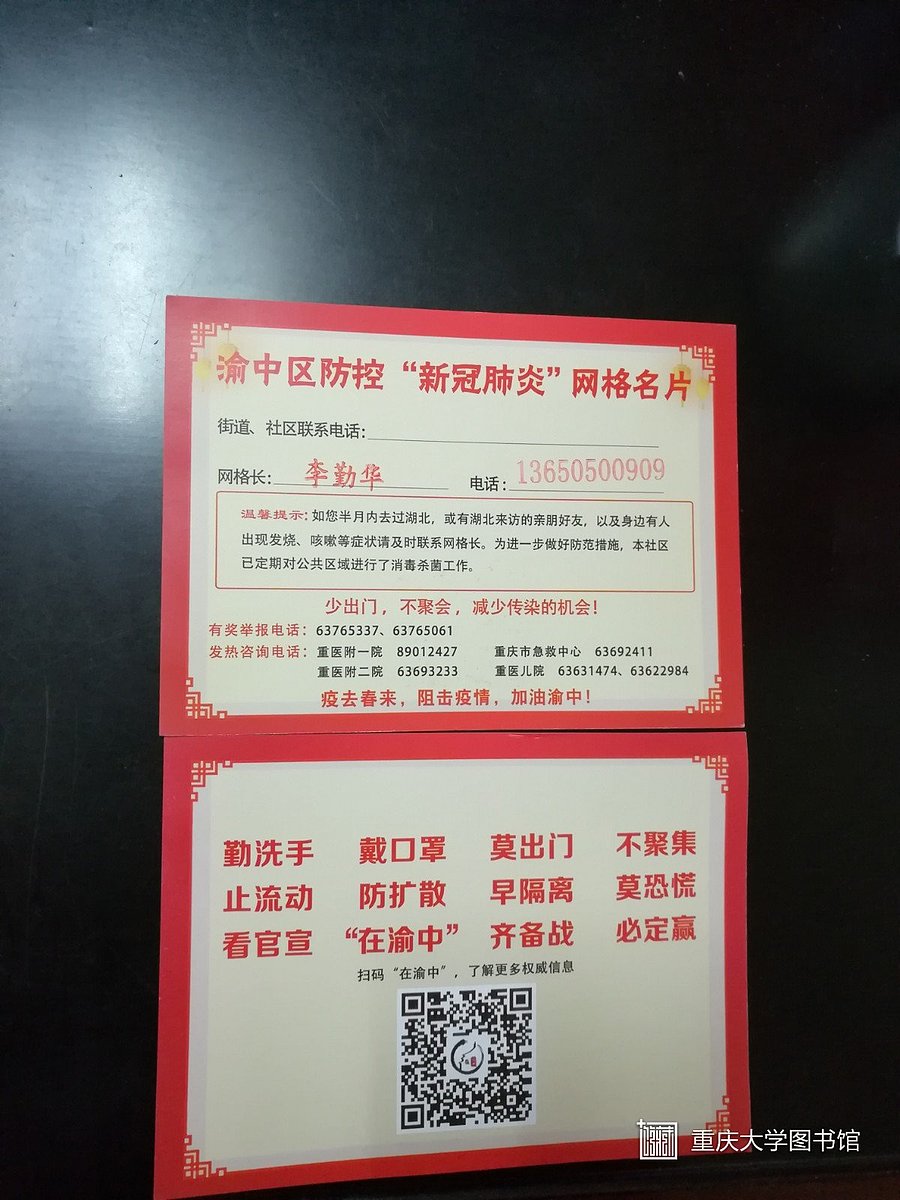 渝中区防控“新冠肺炎”网格名片
街道、社区联系电话：
网格长：李勤华 电话：13650500909
温馨提示：如您半月内去过湖北，或有湖北来访的亲朋好友，以及身边有人
出现发烧、咳嗽等症状请及时联系网格长。为进一步做好防范措施，本社区
已定期对公共区域进行了消毒杀菌工作。
少出门，不聚会，减少传染的机会！
有奖举报电话：63765337、63765061
发热咨询电话：重医附一院 89012427 重庆市急救中心 63692411
重医附二院 63693233 重医儿院 63631474、63622984
疫去春来，阻击疫情，加油渝中！
勤洗手 戴口罩 莫出门 不聚集
止流动 防扩散 早隔离 莫恐慌
看官宣 “在渝中” 齐备战 必定赢
扫码“在渝中”，了解更多权威信息
重庆大学图书馆